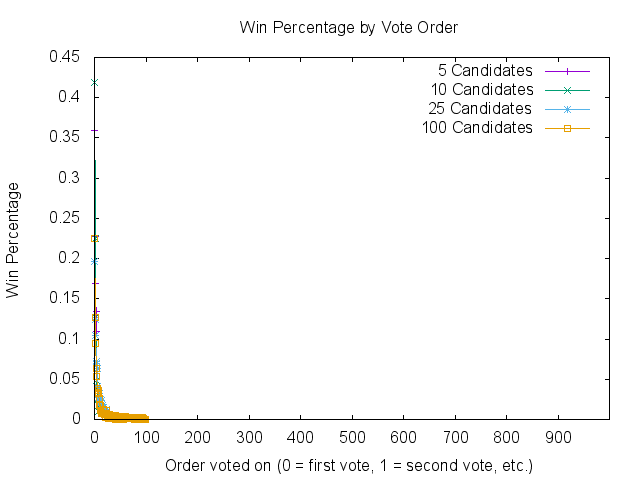 Win Percentage by Vote Order
0.45
0.4
0.35
0.3
0.25
0.2
0.15
0.1
0.05
0
Win Percentage
5 Candidates
10 Candidates
25 Candidates
100 Candidates
0 100 200 300 400 500 600 700 800 900
Order voted on (0 = first vote, 1 = second vote, etc.)